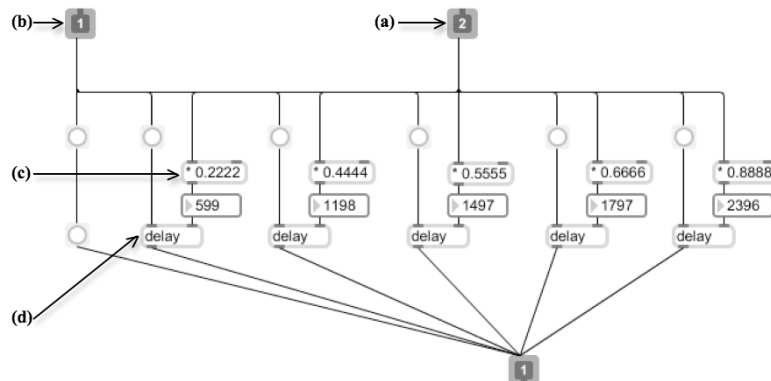 (b) 1 (a) 2
(c) * 0.2222 * 0.4444 * 0.5555 * 0.6666 * 0.8888
599 1198 1497 1797 2396
delay delay delay delay delay
(d)
1